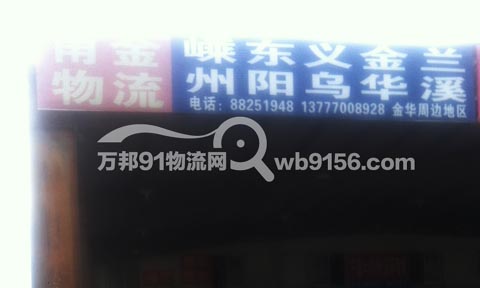 甬金 嵊东义金兰
物流 州阳乌华溪
电话：88251948 13777008928 金华周边地区
万邦91物流网 wb9156.com